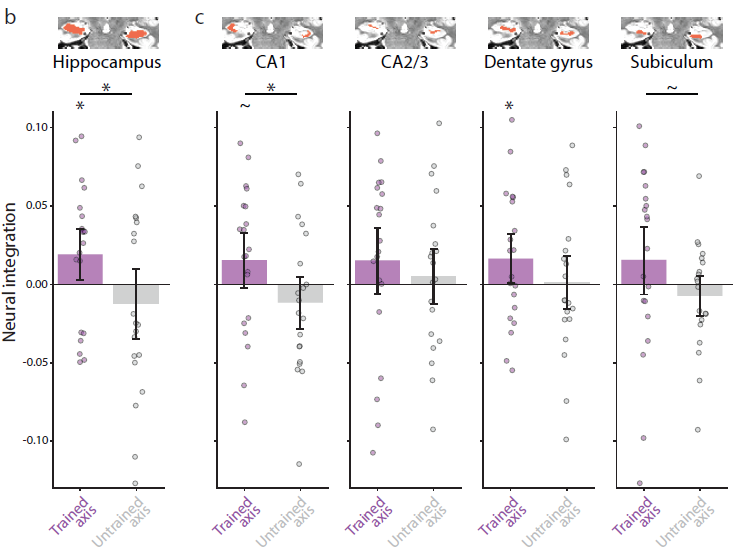 b
c
Hippocampus
CA1
CA2/3
Dentate gyrus
Subiculum
*
*
*
~
*
~
0.10
0.05
0.00
-0.05
-0.10
Neural integration
Trained
axis
Untrained
axis
Trained
axis
Untrained
axis
Trained
axis
Untrained
axis
Trained
axis
Untrained
axis
Trained
axis
Untrained
axis